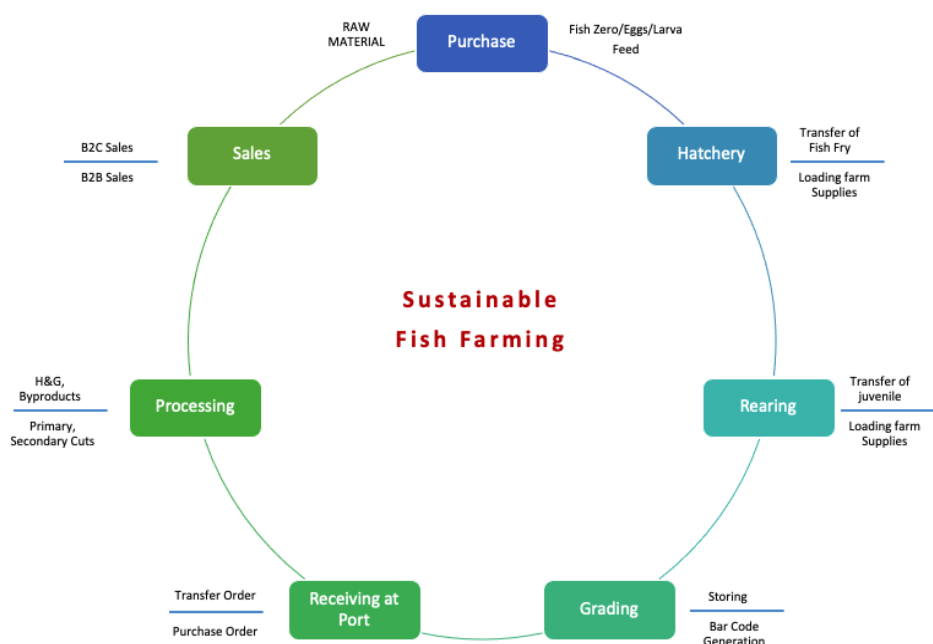 RAW
MATERIAL
Purchase
Fish Zero/Eggs/Larva
Feed
B2C Sales
B2B Sales
Sales
Hatchery
Transfer of
Fish Fry
Loading farm
Supplies
Sustainable
Fish Farming
H&G,
Byproducts
Primary,
Secondary Cuts
Processing
Rearing
Transfer of
juvenile
Loading farm
Supplies
Transfer Order
Purchase Order
Receiving at
Port
Grading
Storing
Bar Code
Generation